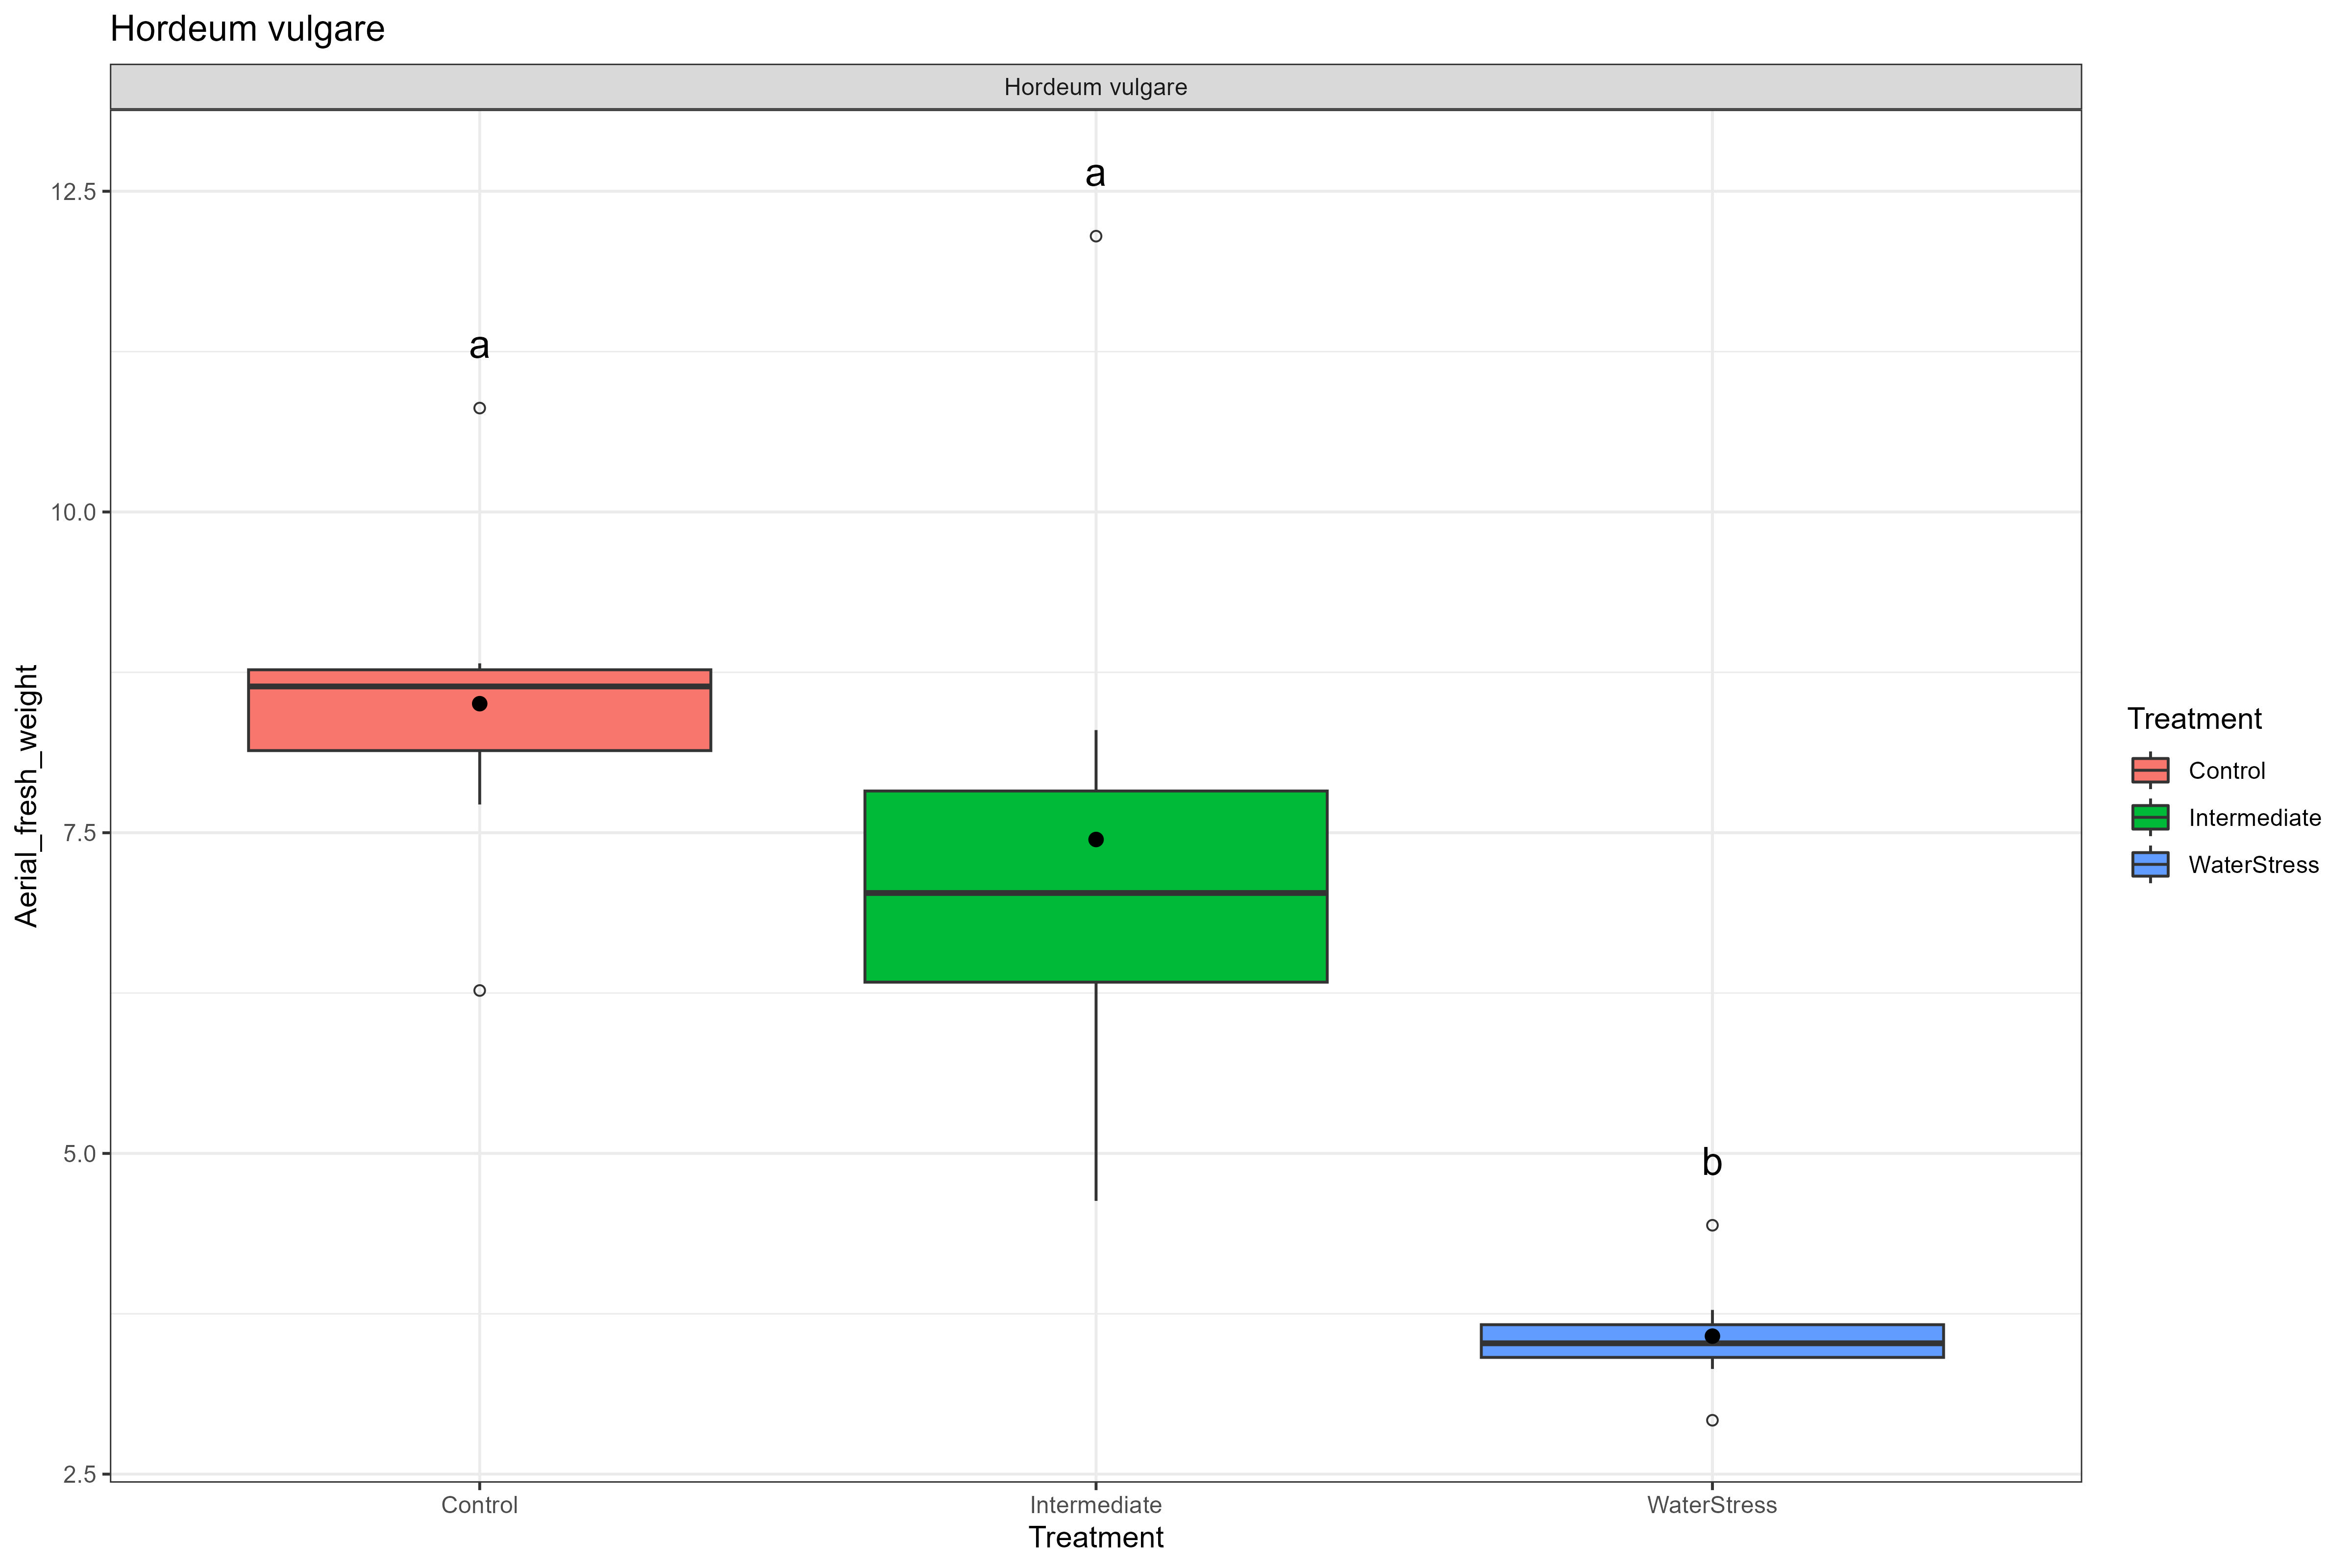 Hordeum vulgare
Hordeum vulgare
12.5
10.0
7.5
5.0
2.5
Aerial_fresh_weight
a
a
b
Control
Intermediate
WaterStress
Treatment
Treatment
Control
Intermediate
WaterStress